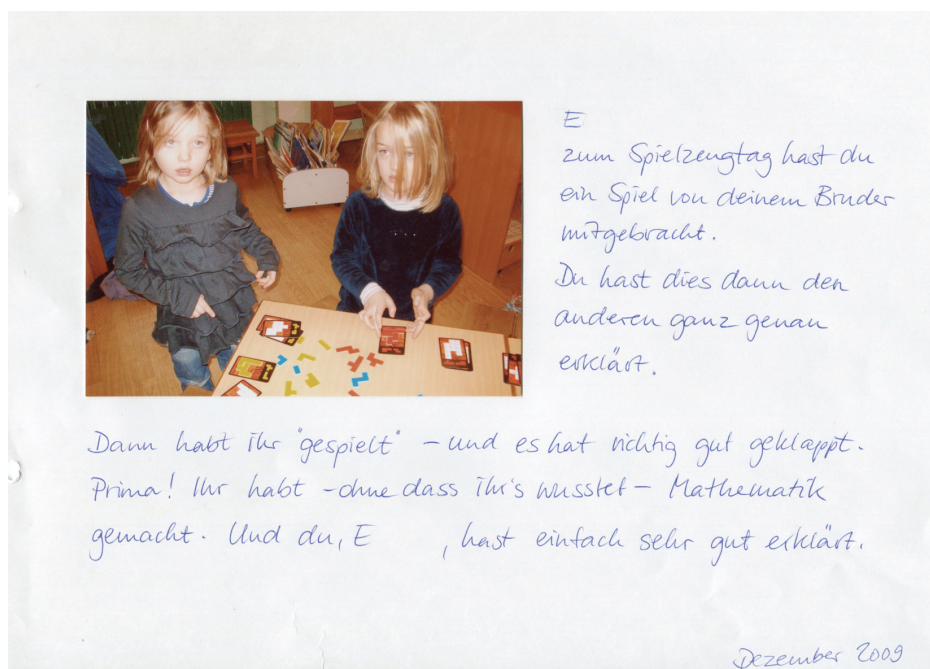 E
zum Spielzeugtag hast du
ein Spiel von deinem Bruder
mitgebracht.
Du hast dies dann den
anderen ganz genau
erklärt.
Dann habt ihr "gespielt" – und es hat richtig gut geklappt.
Prima! Ihr habt – ohne dass ihr's wusstet – Mathematik
gemacht. Und du, E , hast einfach sehr gut erklärt.
Dezember 2009